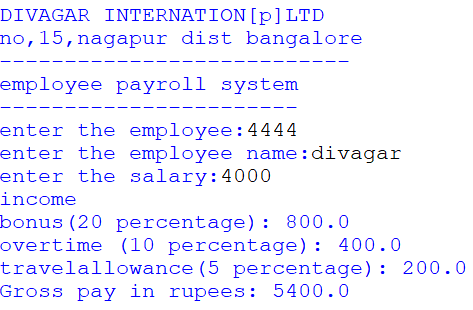 DIVAGAR INTERNATION[p]LTD
no,15,nagapur dist bangalore
---------------------------
employee payroll system
-----------------------
enter the employee:4444
enter the employee name:divagar
enter the salary:4000
income
bonus(20 percentage): 800.0
overtime (10 percentage): 400.0
travelallowance(5 percentage): 200.0
Gross pay in rupees: 5400.0